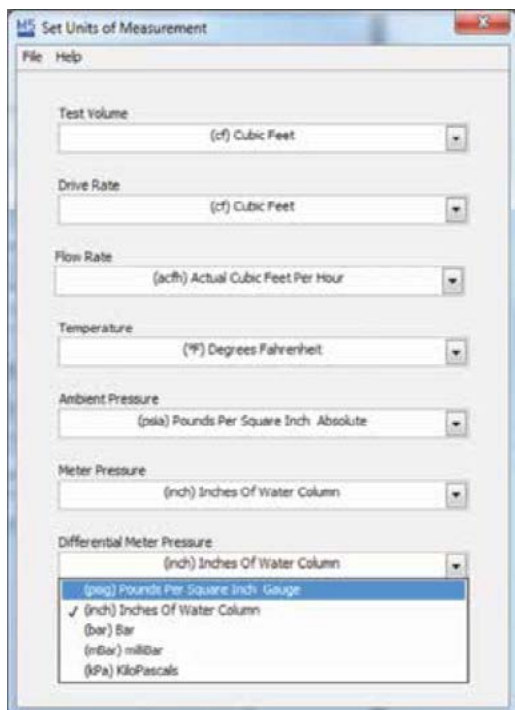 M5 Set Units of Measurement
File Help
Test Volume
(cf) Cubic Feet
Drive Rate
(cf) Cubic Feet
Flow Rate
(acfh) Actual Cubic Feet Per Hour
Temperature
(°F) Degrees Fahrenheit
Ambient Pressure
(psia) Pounds Per Square Inch Absolute
Meter Pressure
(inch) Inches Of Water Column
Differential Meter Pressure
(inch) Inches Of Water Column
(psig) Pounds Per Square Inch Gauge
✓ (inch) Inches Of Water Column
(bar) Bar
(mBar) milliBar
(kPa) KiloPascals